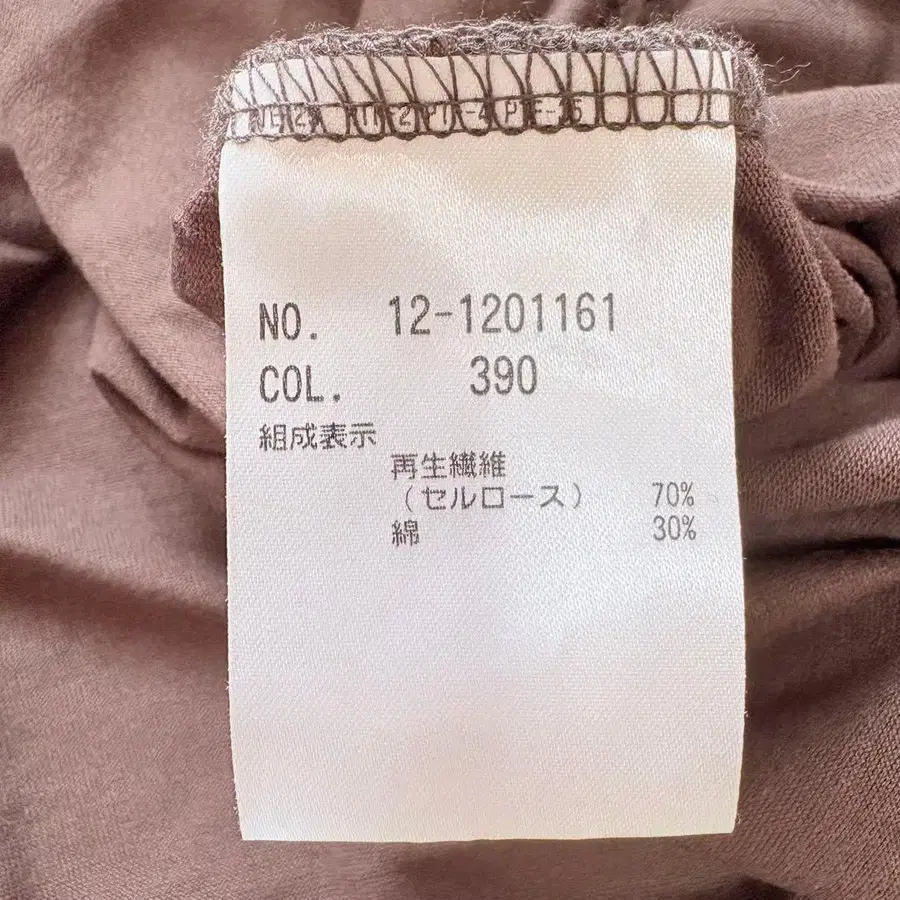 NO. 12-1201161
COL. 390
組成表示
再生繊維
(セルロース) 70%
綿 30%